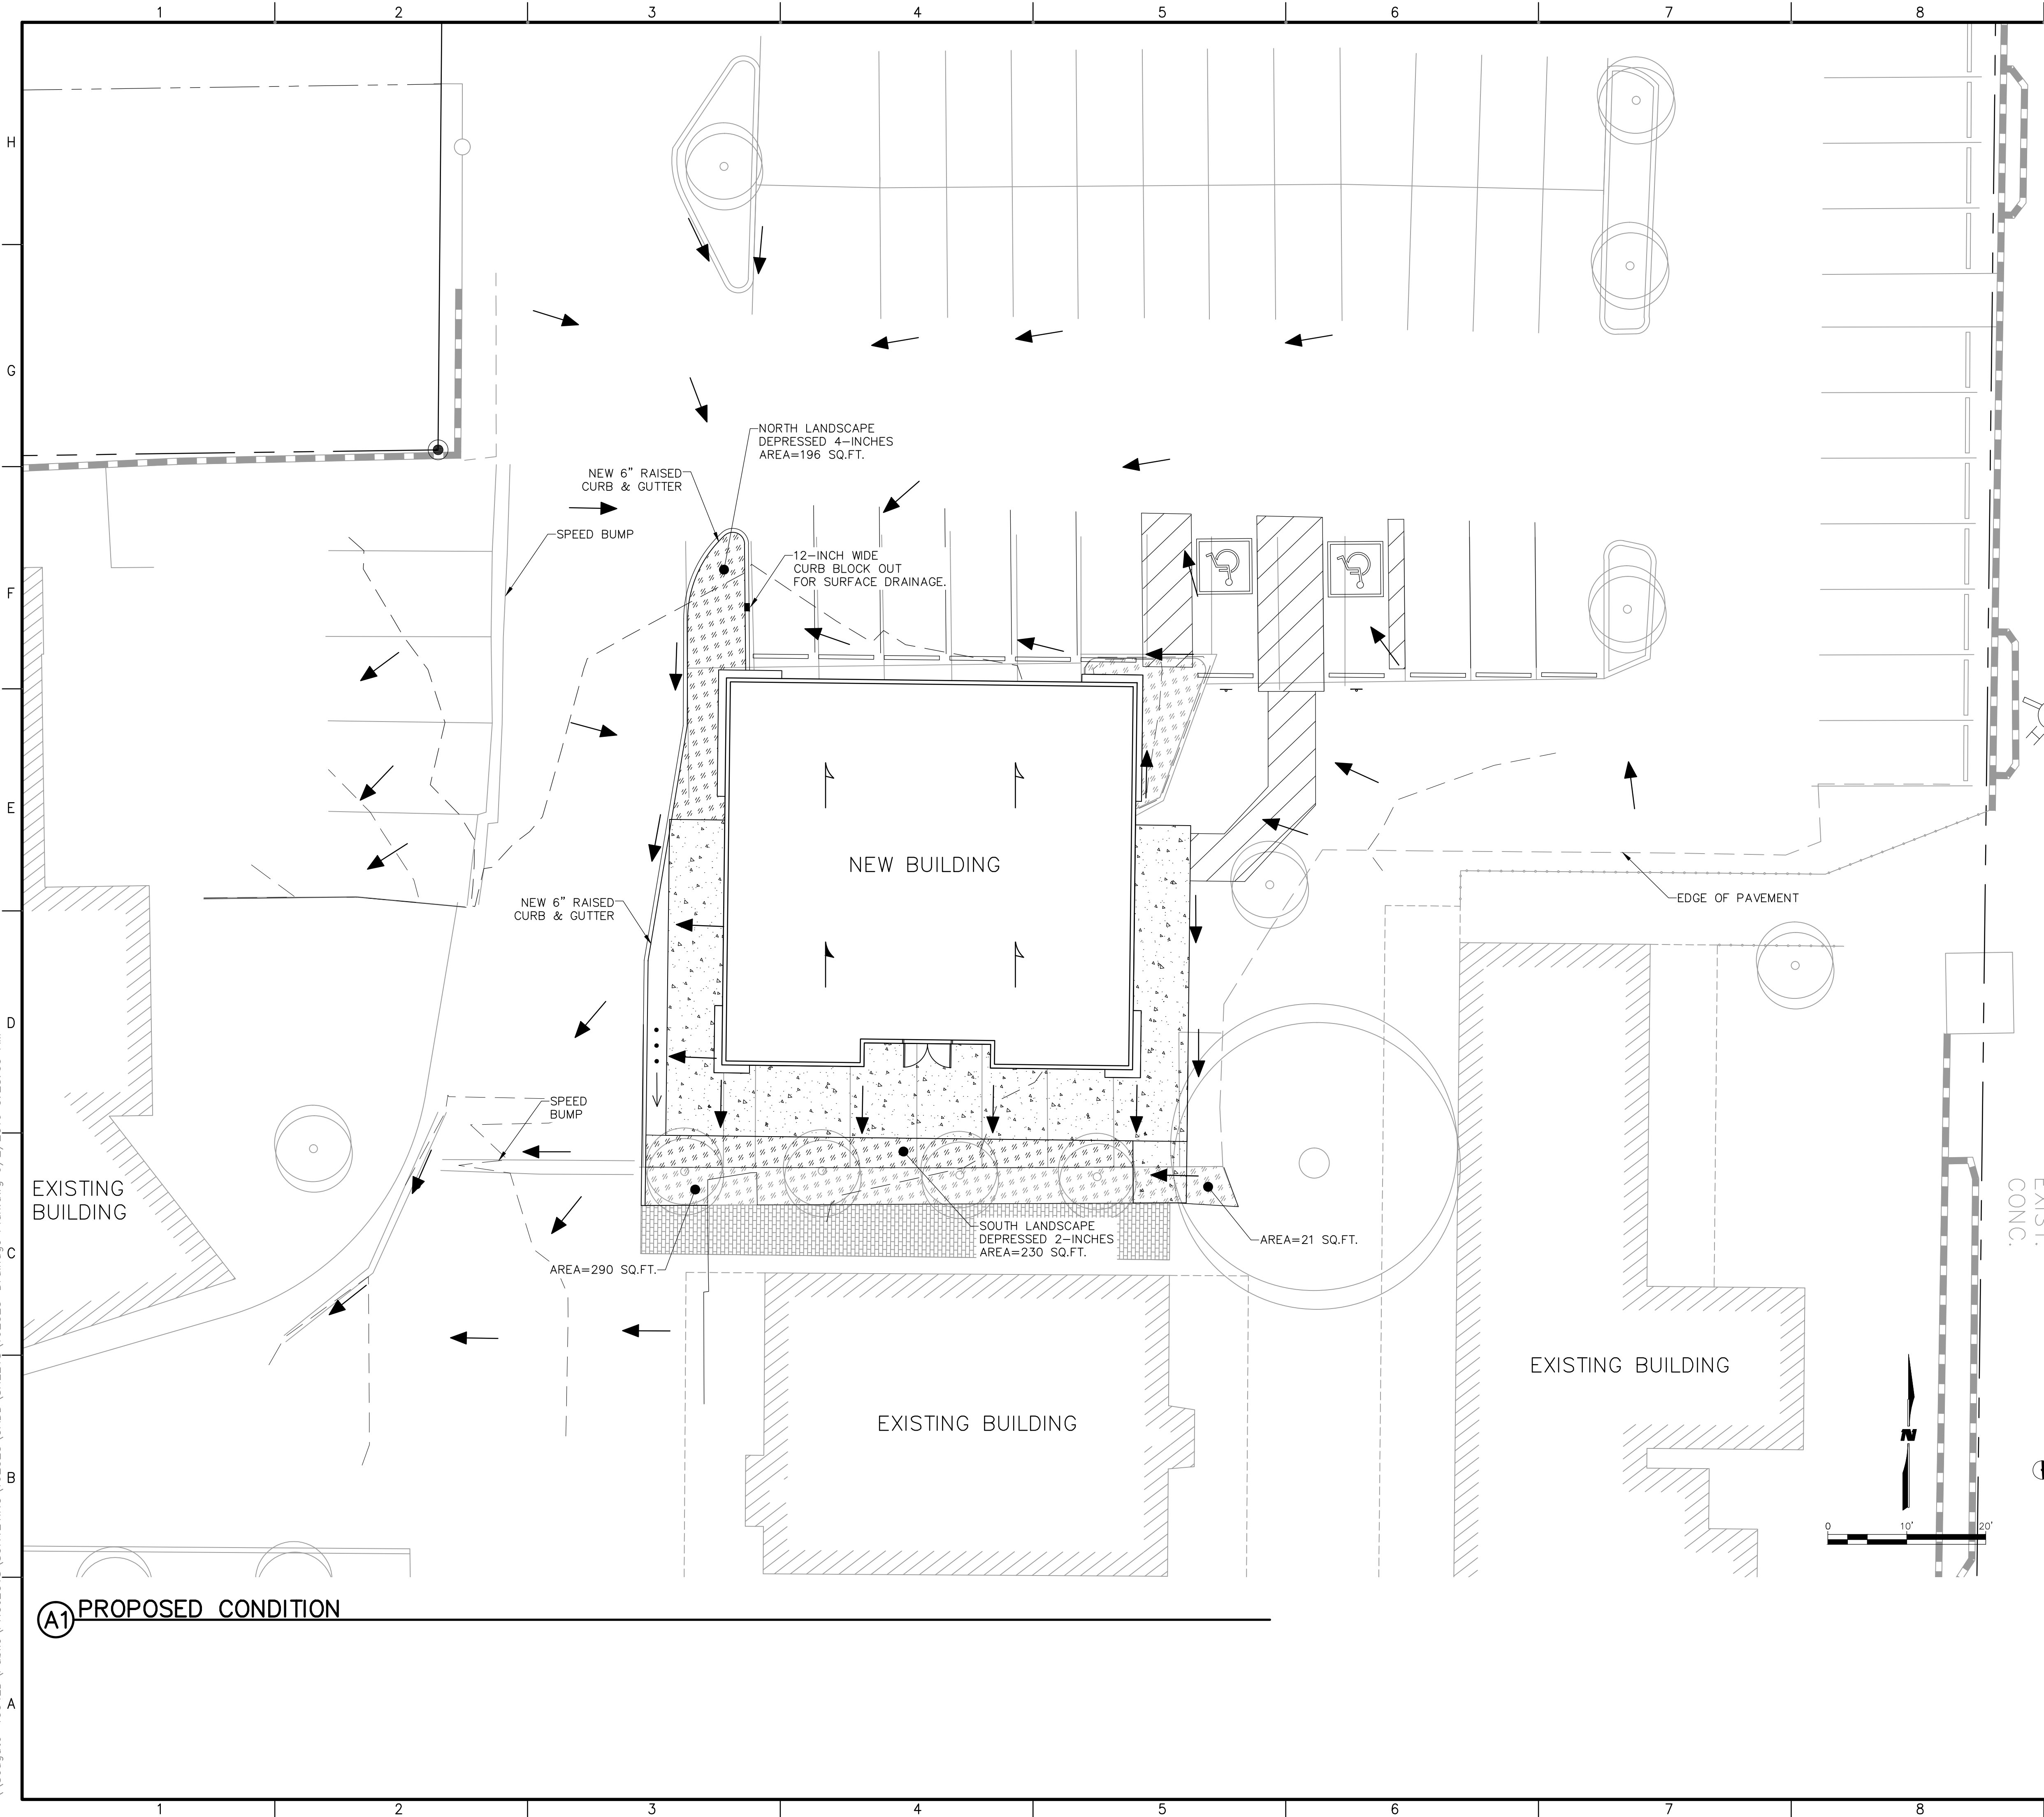 1 2 3 4 5 6 7 8
H
G
NORTH LANDSCAPE
DEPRESSED 4-INCHES
AREA=196 SQ.FT.
NEW 6" RAISED
CURB & GUTTER
SPEED BUMP
12-INCH WIDE
CURB BLOCK OUT
FOR SURFACE DRAINAGE.
F
E
NEW BUILDING
NEW 6" RAISED
CURB & GUTTER
EDGE OF PAVEMENT
D
SPEED
BUMP
EXISTING
BUILDING
EXIST.
CONC.
C
SOUTH LANDSCAPE
DEPRESSED 2-INCHES
AREA=230 SQ.FT.
AREA=21 SQ.FT.
AREA=290 SQ.FT.
EXISTING BUILDING
EXISTING BUILDING
N
B
0 10' 20'
A1 PROPOSED CONDITION
A
1 2 3 4 5 6 7 8